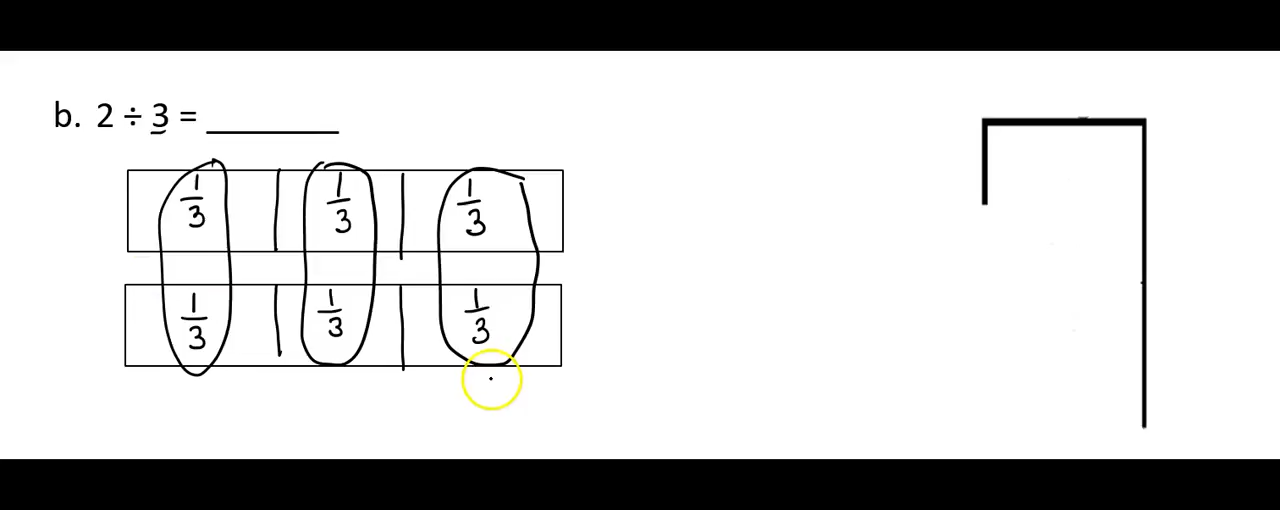 b. 2 ÷ 3 = ________
1/3 1/3 1/3
1/3 1/3 1/3